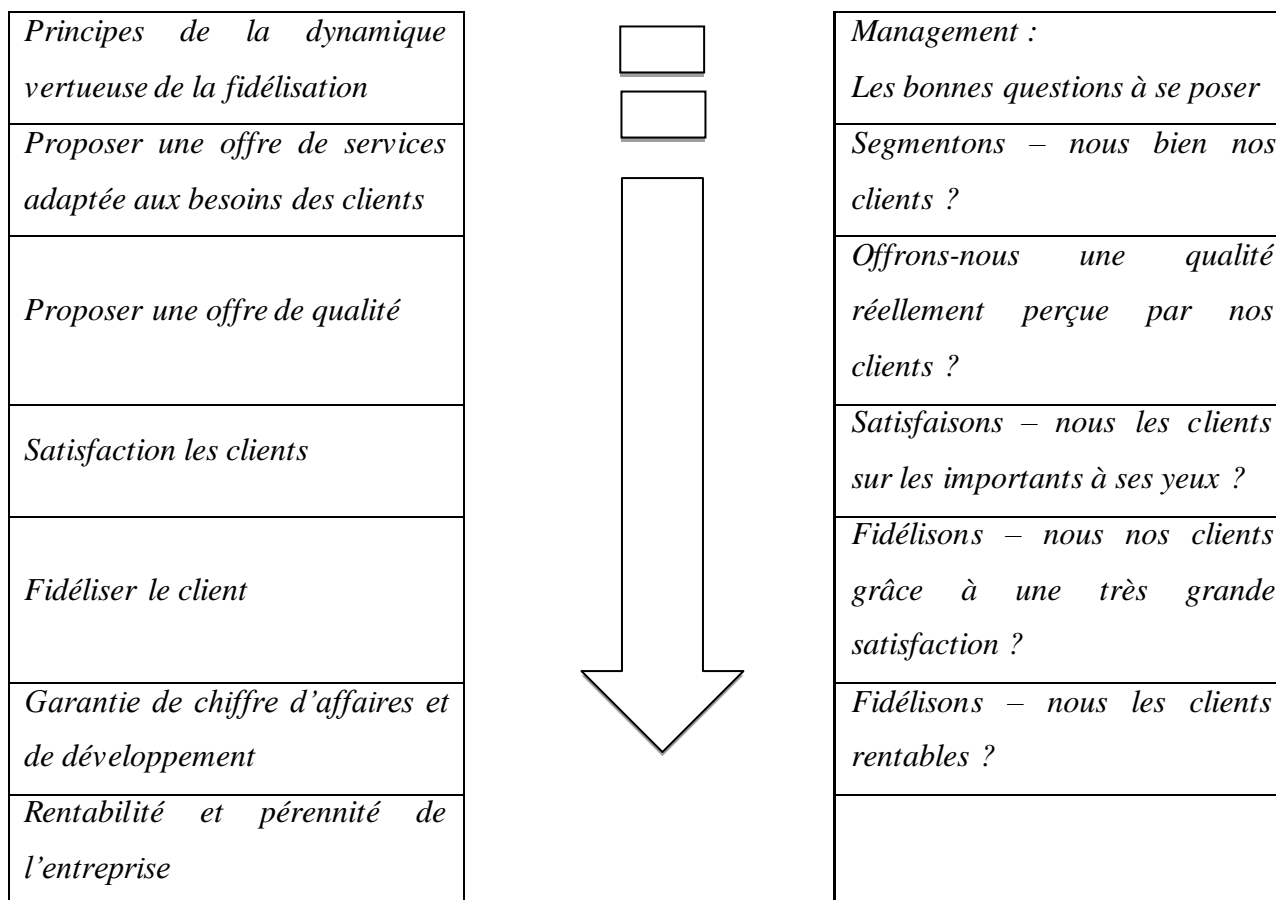 Principes de la dynamique
vertueuse de la fidélisation
Proposer une offre de services
adaptée aux besoins des clients
Proposer une offre de qualité
Satisfaction les clients
Fidéliser le client
Garantie de chiffre d’affaires et
de développement
Rentabilité et pérennité de
l’entreprise
Management :
Les bonnes questions à se poser
Segmentons – nous bien nos
clients ?
Offrons-nous une qualité
réellement perçue par nos
clients ?
Satisfaisons – nous les clients
sur les importants à ses yeux ?
Fidélisons – nous nos clients
grâce à une très grande
satisfaction ?
Fidélisons – nous les clients
rentables ?